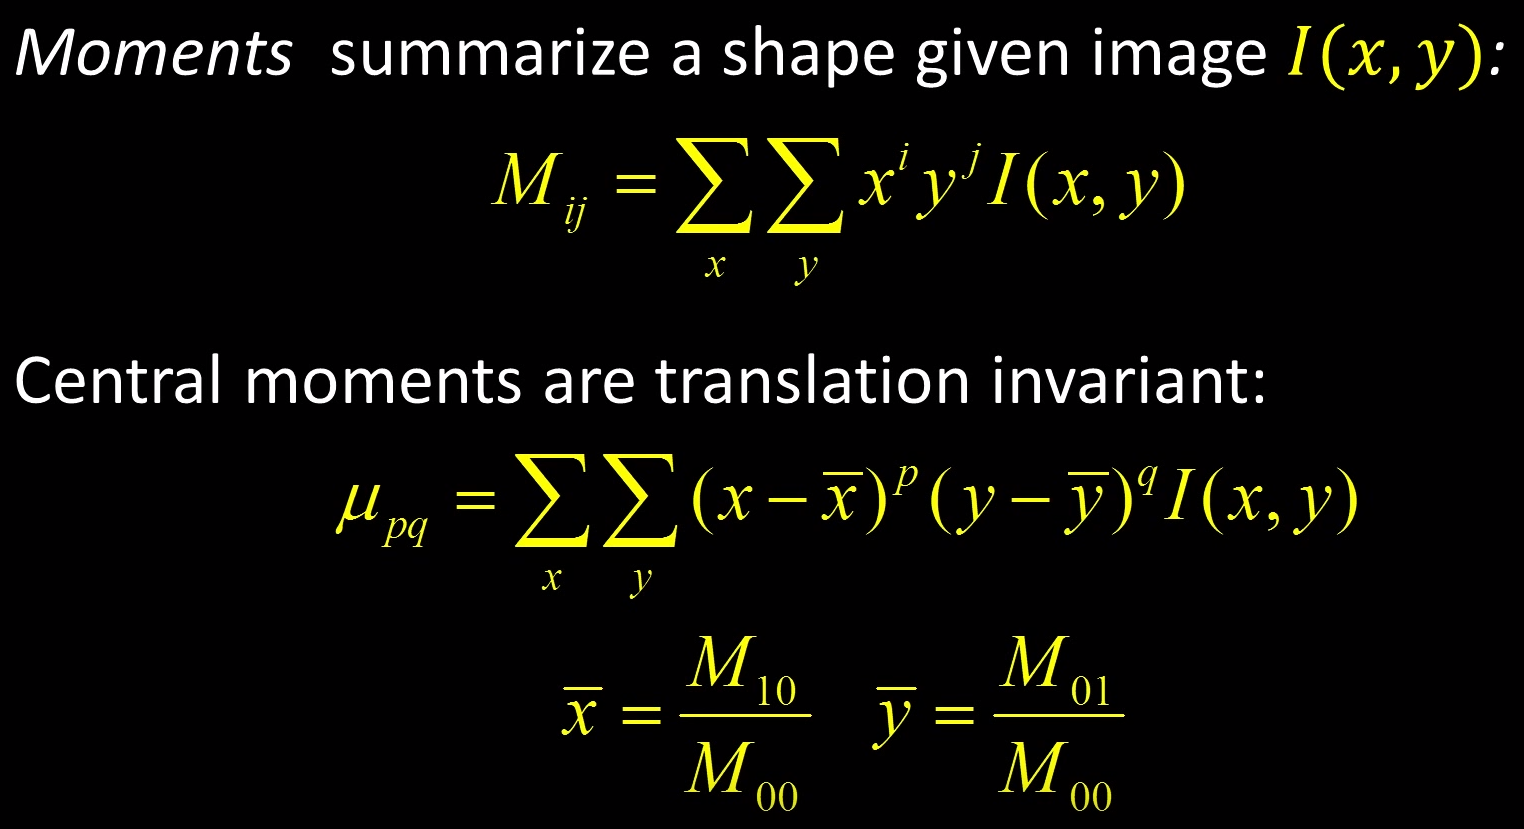 Moments summarize a shape given image I(x, y):
M_{ij} = \sum_x \sum_y x^i y^j I(x, y)
Central moments are translation invariant:
\mu_{pq} = \sum_x \sum_y (x - \overline{x})^p (y - \overline{y})^q I(x, y)
\overline{x} = \frac{M_{10}}{M_{00}} \overline{y} = \frac{M_{01}}{M_{00}}